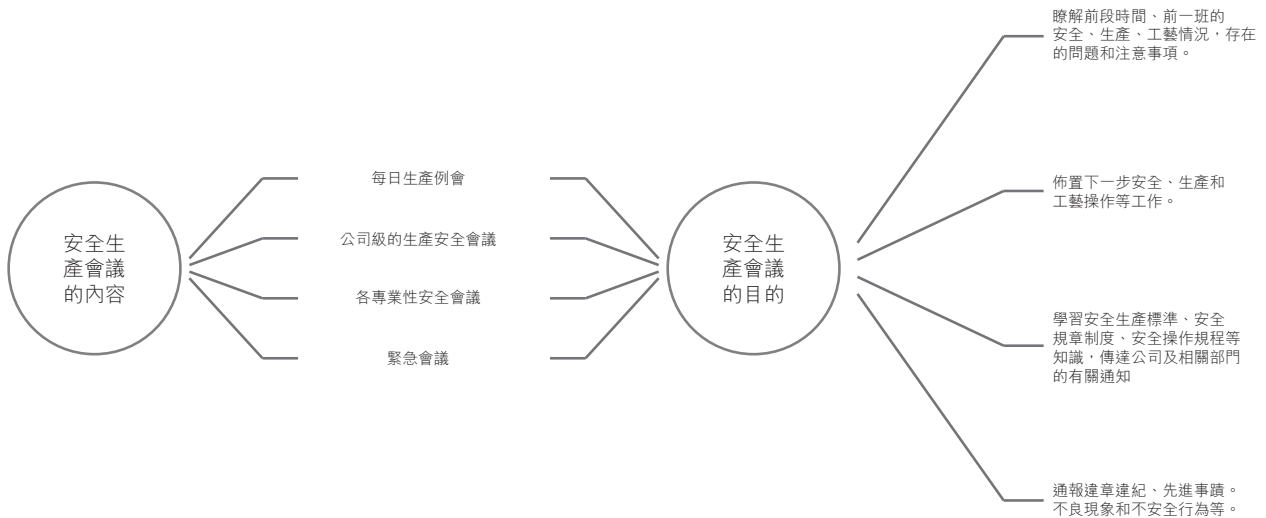 安全生
產會議
的內容
每日生產例會
公司級的生產安全會議
各專業性安全會議
緊急會議
安全生
產會議
的目的
瞭解前段時間、前一班的
安全、生產、工藝情況，存在
的問題和注意事項。
佈置下一步安全、生產和
工藝操作等工作。
學習安全生產標準、安全
規章制度、安全操作規程等
知識，傳達公司及相關部門
的有關通知
通報違章違紀、先進事蹟。
不良現象和不安全行為等。